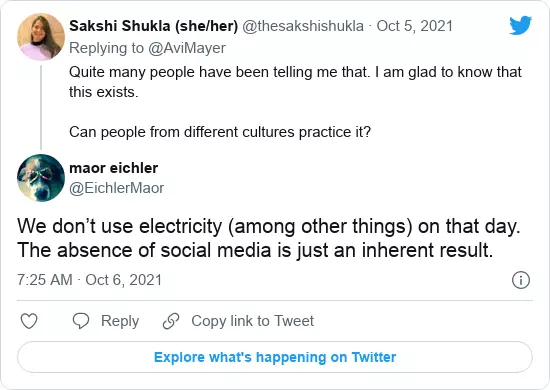 Sakshi Shukla (she/her) @thesakshishukla · Oct 5, 2021
Replying to @AviMayer
Quite many people have been telling me that. I am glad to know that
this exists.
Can people from different cultures practice it?
maor eichler
@EichlerMaor
We don’t use electricity (among other things) on that day.
The absence of social media is just an inherent result.
7:25 AM · Oct 6, 2021
Reply
Copy link to Tweet
Explore what's happening on Twitter